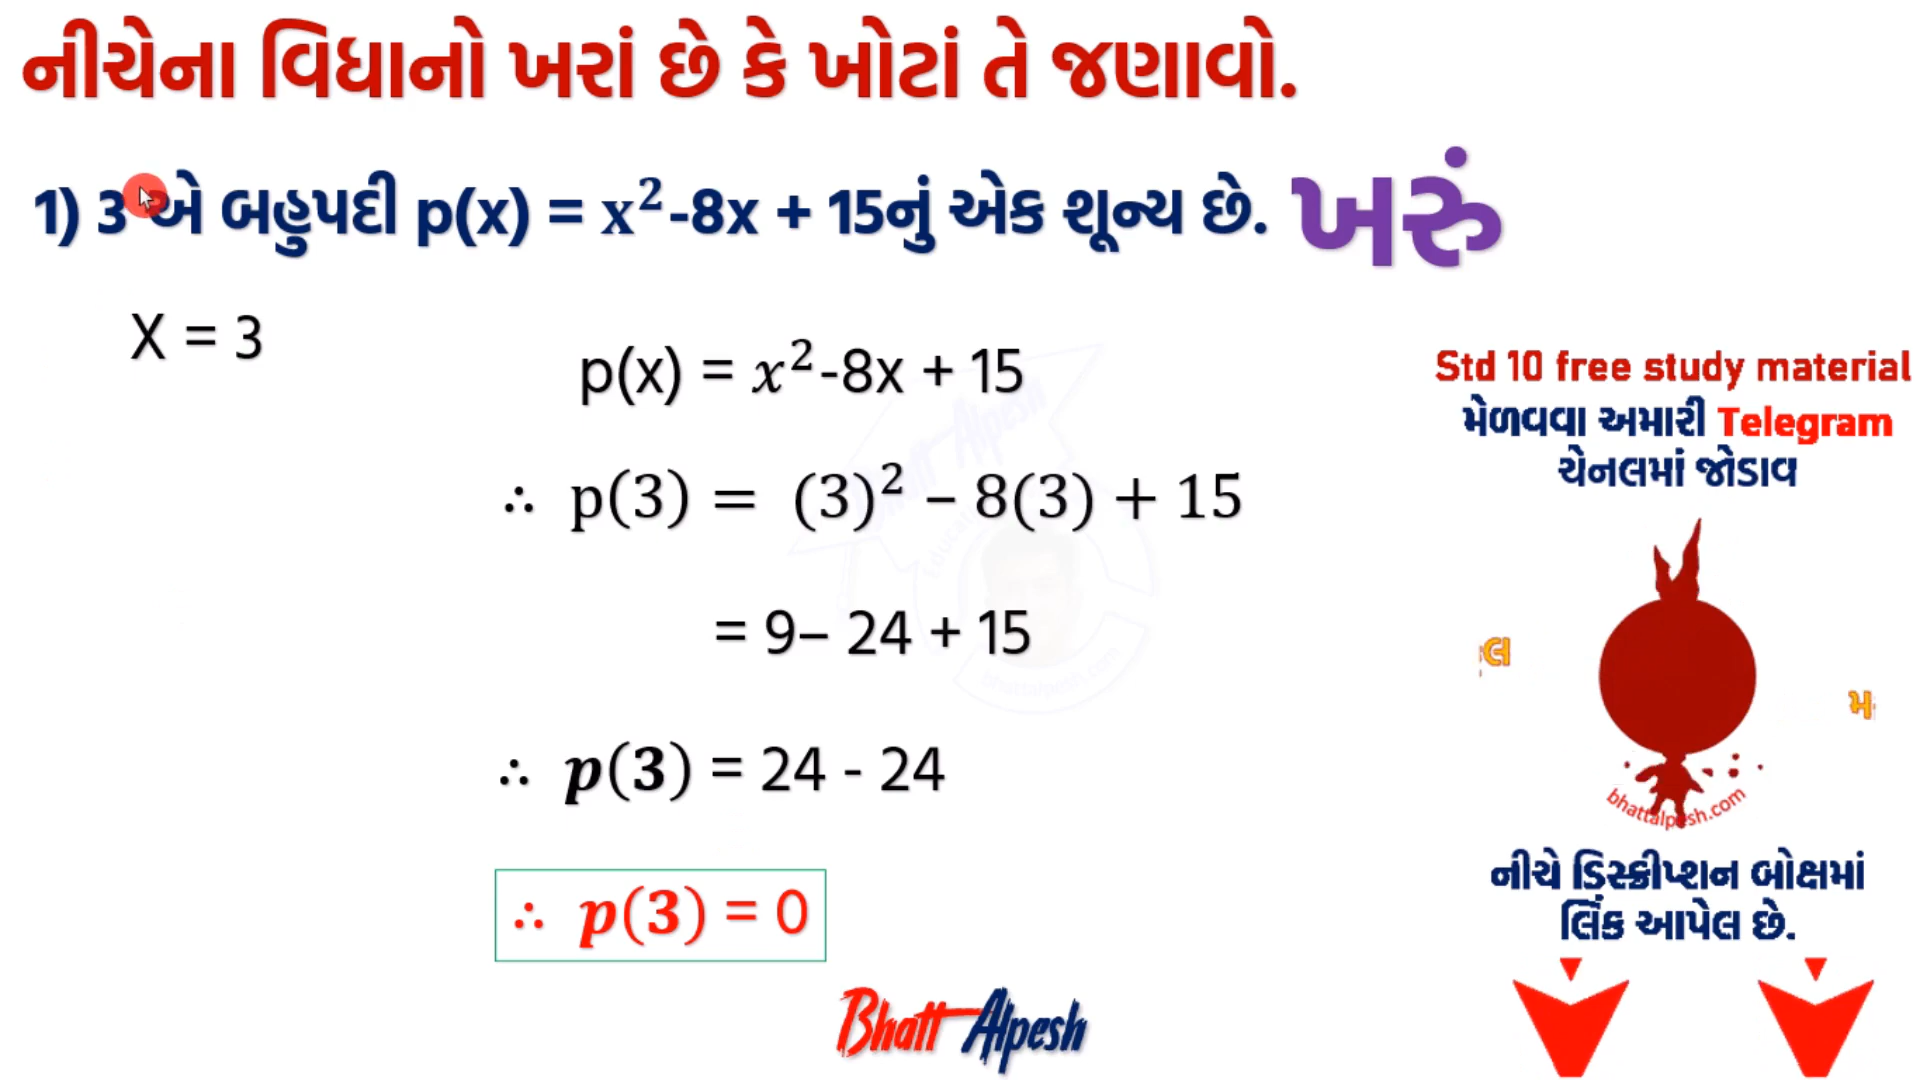 નીચેના વિધાનો ખરાં છે કે ખોટાં તે જણાવો.
1) 3 એ બહુપદી p(x) = x²-8x + 15નું એક શૂન્ય છે. ખરું
X = 3
p(x) = x²-8x + 15
∴ p(3) = (3)² – 8(3) + 15
= 9– 24 + 15
∴ p(3) = 24 - 24
∴ p(3) = 0
Bhatt Alpesh
Std 10 free study material
મેળવવા અમારી Telegram
ચેનલમાં જોડાવ
bhattalpesh.com
નીચે ડિસ્ક્રીપ્શન બોક્ષમાં
લિંક આપેલ છે.